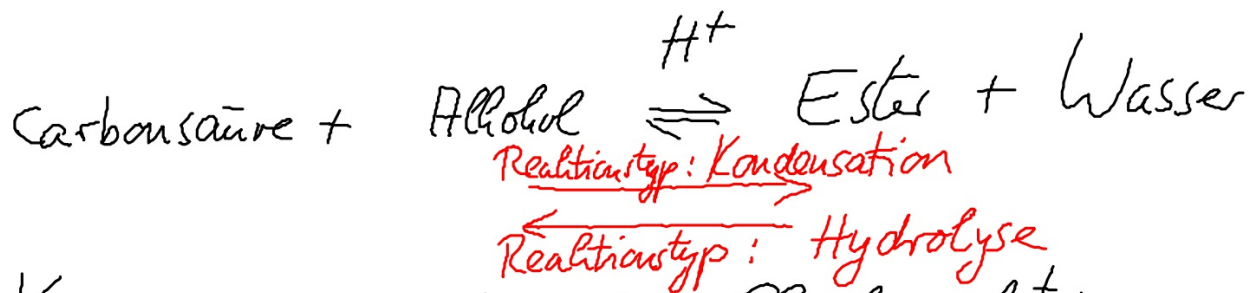 H⁺
Carbonsäure + Alkohol ⇌ Ester + Wasser
Reaktionstyp: Kondensation
Reaktionstyp: Hydrolyse